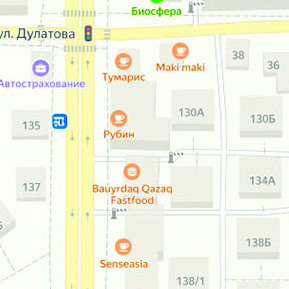 Биосфера
ул. Дулатова
Тумарис
Maki maki
38
36
Автострахование
130А
130Б
135
Рубин
137
Bauyrdaq Qazaq
Fastfood
134А
138Б
Senseasia
138/1